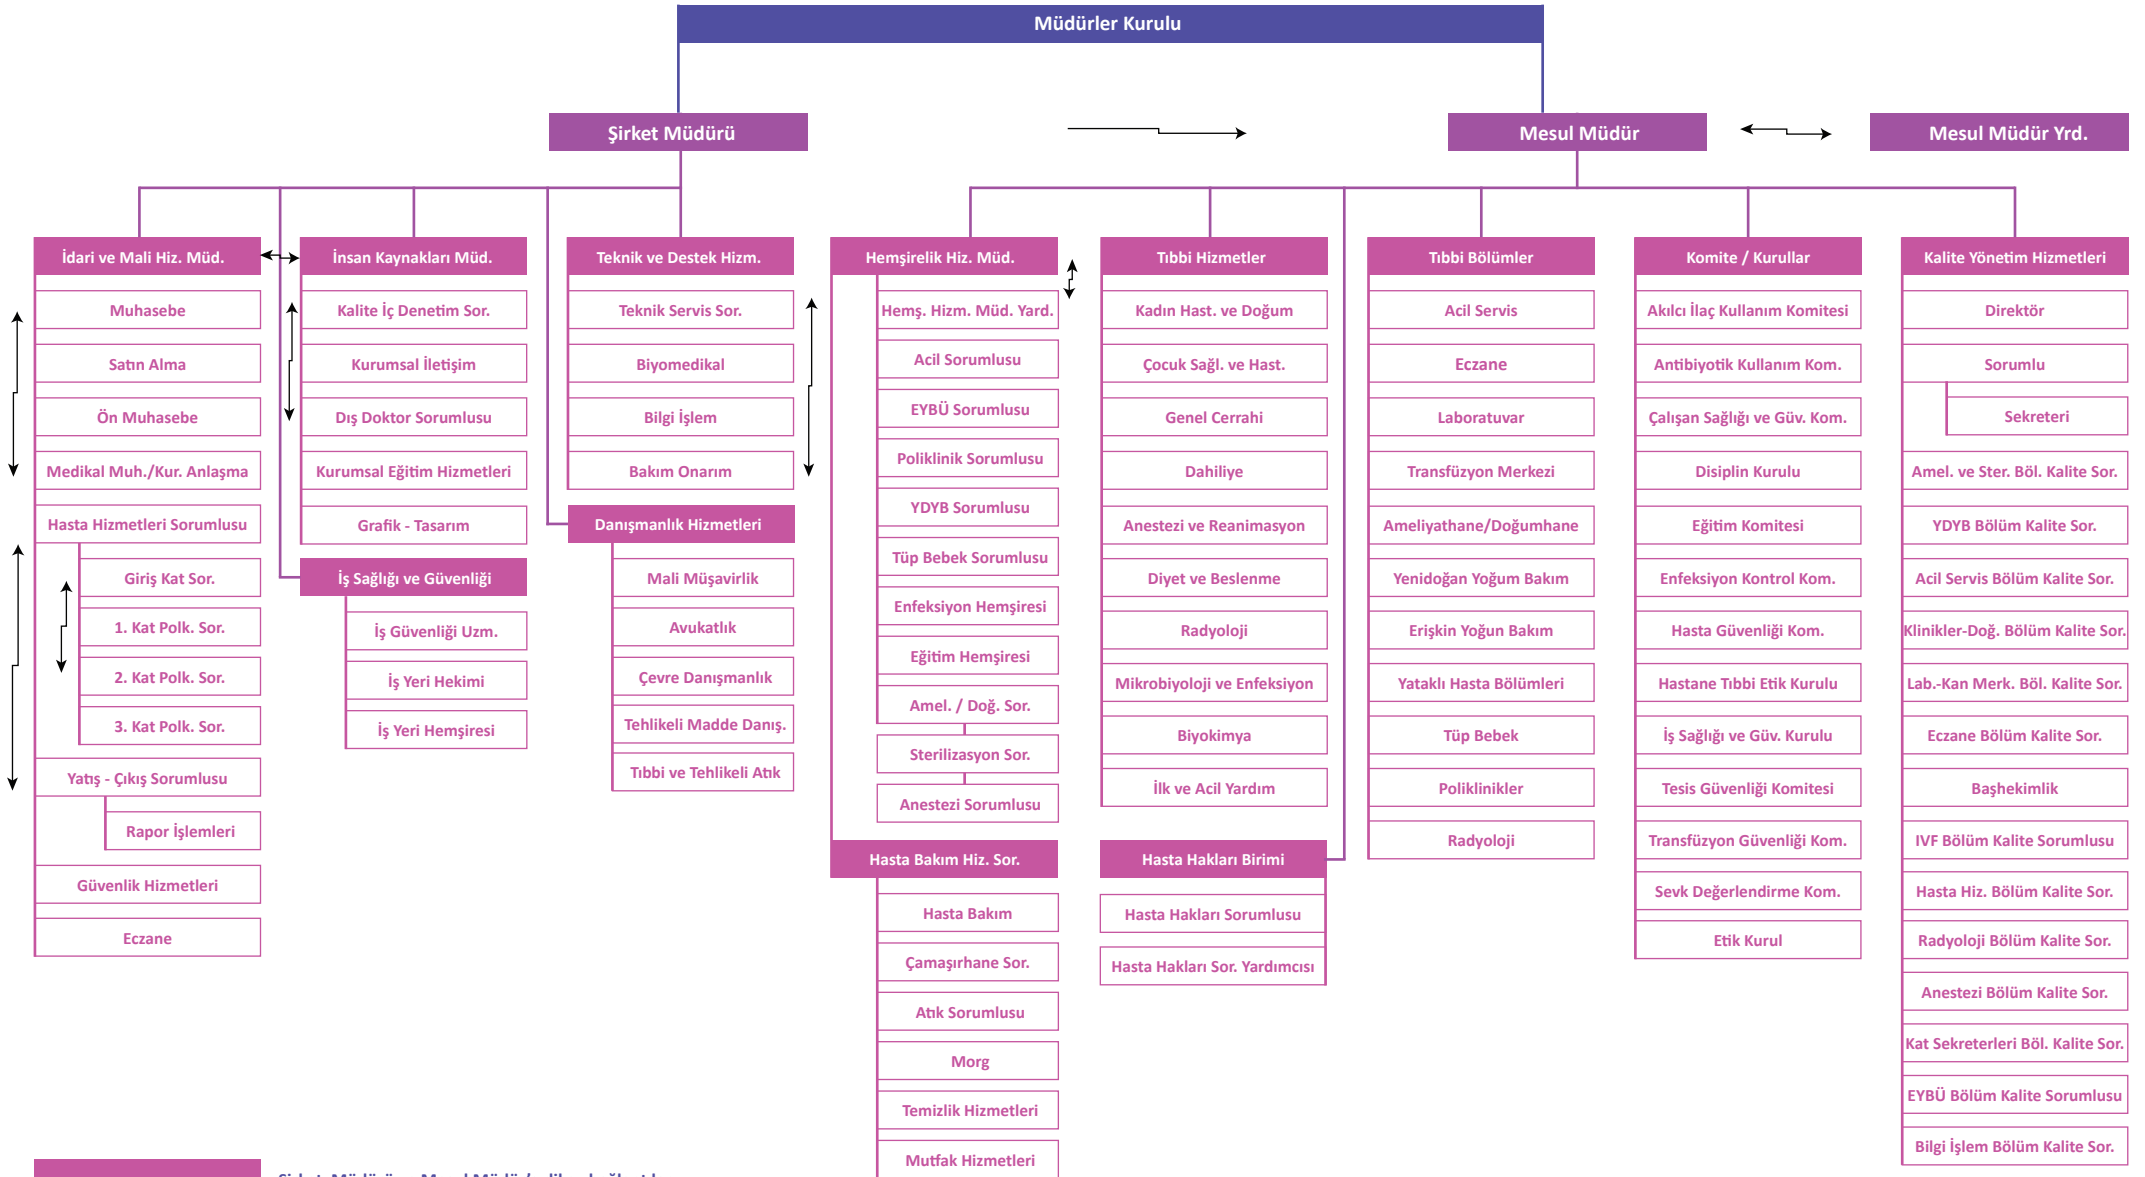 Müdürler Kurulu
Şirket Müdürü
Mesul Müdür
Mesul Müdür Yrd.
İdari ve Mali Hiz. Müd.
Muhasebe
Satın Alma
Ön Muhasebe
Medikal Muh./Kur. Anlaşma
Hasta Hizmetleri Sorumlusu
Giriş Kat Sor.
1. Kat Polk. Sor.
2. Kat Polk. Sor.
3. Kat Polk. Sor.
Yatış - Çıkış Sorumlusu
Rapor İşlemleri
Güvenlik Hizmetleri
Eczane
İnsan Kaynakları Müd.
Kalite İç Denetim Sor.
Kurumsal İletişim
Dış Doktor Sorumlusu
Kurumsal Eğitim Hizmetleri
Grafik - Tasarım
İş Sağlığı ve Güvenliği
İş Güvenliği Uzm.
İş Yeri Hekimi
İş Yeri Hemşiresi
Teknik ve Destek Hizm.
Teknik Servis Sor.
Biyomedikal
Bilgi İşlem
Bakım Onarım
Danışmanlık Hizmetleri
Mali Müşavirlik
Avukatlık
Çevre Danışmanlık
Tehlikeli Madde Danış.
Tıbbi ve Tehlikeli Atık
Hemşirelik Hiz. Müd.
Hemş. Hizm. Müd. Yard.
Acil Sorumlusu
EYBÜ Sorumlusu
Poliklinik Sorumlusu
YDYB Sorumlusu
Tüp Bebek Sorumlusu
Enfeksiyon Hemşiresi
Eğitim Hemşiresi
Amel. / Doğ. Sor.
Sterilizasyon Sor.
Anestezi Sorumlusu
Hasta Bakım Hiz. Sor.
Hasta Bakım
Çamaşırhane Sor.
Atık Sorumlusu
Morg
Temizlik Hizmetleri
Mutfak Hizmetleri
Tıbbi Hizmetler
Kadın Hast. ve Doğum
Çocuk Sağl. ve Hast.
Genel Cerrahi
Dahiliye
Anestezi ve Reanimasyon
Diyet ve Beslenme
Radyoloji
Mikrobiyoloji ve Enfeksiyon
Biyokimya
İlk ve Acil Yardım
Hasta Hakları Birimi
Hasta Hakları Sorumlusu
Hasta Hakları Sor. Yardımcısı
Tıbbi Bölümler
Acil Servis
Eczane
Laboratuvar
Transfüzyon Merkezi
Ameliyathane/Doğumhane
Yenidoğan Yoğum Bakım
Erişkin Yoğun Bakım
Yataklı Hasta Bölümleri
Tüp Bebek
Poliklinikler
Radyoloji
Komite / Kurullar
Akılcı İlaç Kullanım Komitesi
Antibiyotik Kullanım Kom.
Çalışan Sağlığı ve Güv. Kom.
Disiplin Kurulu
Eğitim Komitesi
Enfeksiyon Kontrol Kom.
Hasta Güvenliği Kom.
Hastane Tıbbi Etik Kurulu
İş Sağlığı ve Güv. Kurulu
Tesis Güvenliği Komitesi
Transfüzyon Güvenliği Kom.
Sevk Değerlendirme Kom.
Etik Kurul
Kalite Yönetim Hizmetleri
Direktör
Sorumlu
Sekreteri
Amel. ve Ster. Böl. Kalite Sor.
YDYB Bölüm Kalite Sor.
Acil Servis Bölüm Kalite Sor.
Klinikler-Doğ. Bölüm Kalite Sor.
Lab.-Kan Merk. Böl. Kalite Sor.
Eczane Bölüm Kalite Sor.
Başhekimlik
IVF Bölüm Kalite Sorumlusu
Hasta Hiz. Bölüm Kalite Sor.
Radyoloji Bölüm Kalite Sor.
Anestezi Bölüm Kalite Sor.
Kat Sekreterleri Böl. Kalite Sor.
EYBÜ Bölüm Kalite Sorumlusu
Bilgi İşlem Bölüm Kalite Sor.